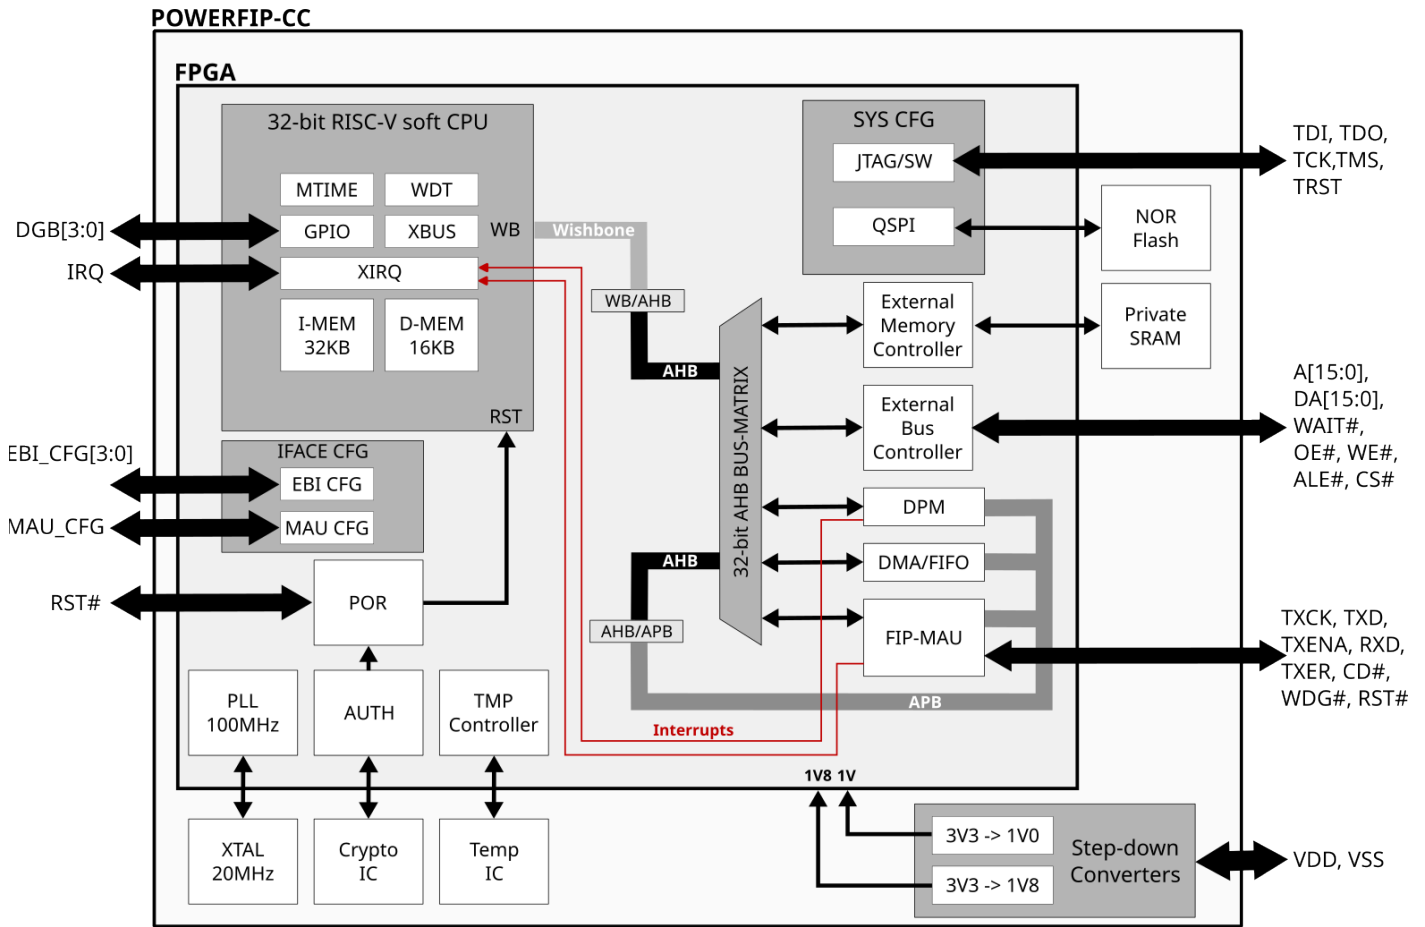 POWERFIP-CC
FPGA
32-bit RISC-V soft CPU
MTIME
WDT
GPIO
XBUS
WB
XIRQ
I-MEM
32KB
D-MEM
16KB
RST
DGB[3:0]
IRQ
Wishbone
WB/AHB
AHB
SYS CFG
JTAG/SW
QSPI
TDI, TDO,
TCK,TMS,
TRST
NOR
Flash
External
Memory
Controller
Private
SRAM
32-bit AHB BUS-MATRIX
External
Bus
Controller
A[15:0],
DA[15:0],
WAIT#,
OE#, WE#,
ALE#, CS#
EBI_CFG[3:0]
MAU_CFG
IFACE CFG
EBI CFG
MAU CFG
RST#
POR
DPM
DMA/FIFO
FIP-MAU
AHB
AHB/APB
APB
TXCK, TXD,
TXENA, RXD,
TXER, CD#,
WDG#, RST#
PLL
100MHz
AUTH
TMP
Controller
Interrupts
1V8 1V
XTAL
20MHz
Crypto
IC
Temp
IC
3V3 -> 1V0
3V3 -> 1V8
Step-down
Converters
VDD, VSS